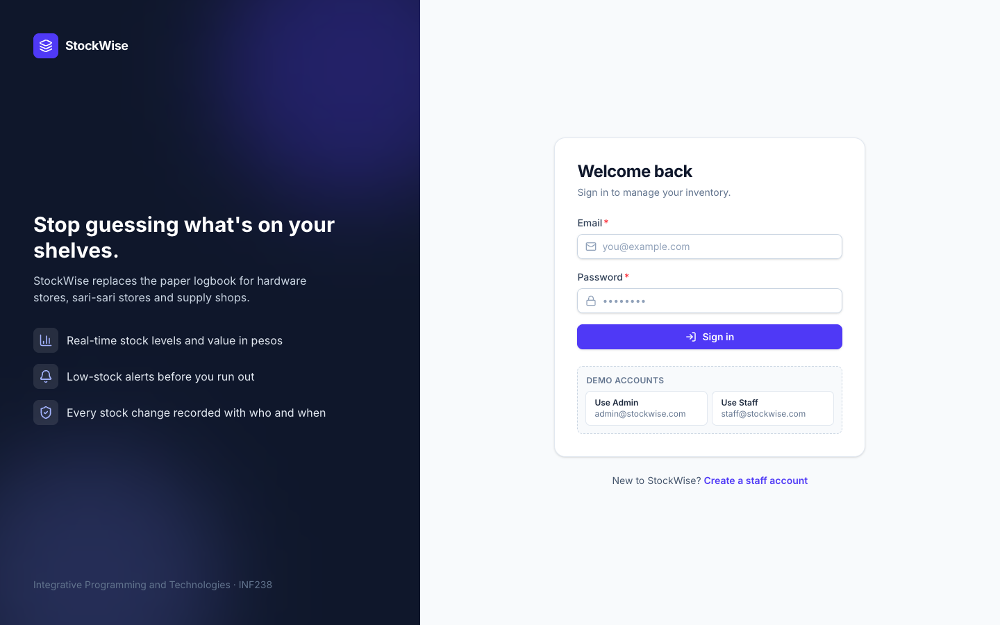 StockWise
Stop guessing what's on your
shelves.
StockWise replaces the paper logbook for hardware
stores, sari-sari stores and supply shops.
Real-time stock levels and value in pesos
Low-stock alerts before you run out
Every stock change recorded with who and when
Integrative Programming and Technologies · INF238
Welcome back
Sign in to manage your inventory.
Email *
you@example.com
Password *
••••••••
Sign in
DEMO ACCOUNTS
Use Admin
admin@stockwise.com
Use Staff
staff@stockwise.com
New to StockWise? Create a staff account